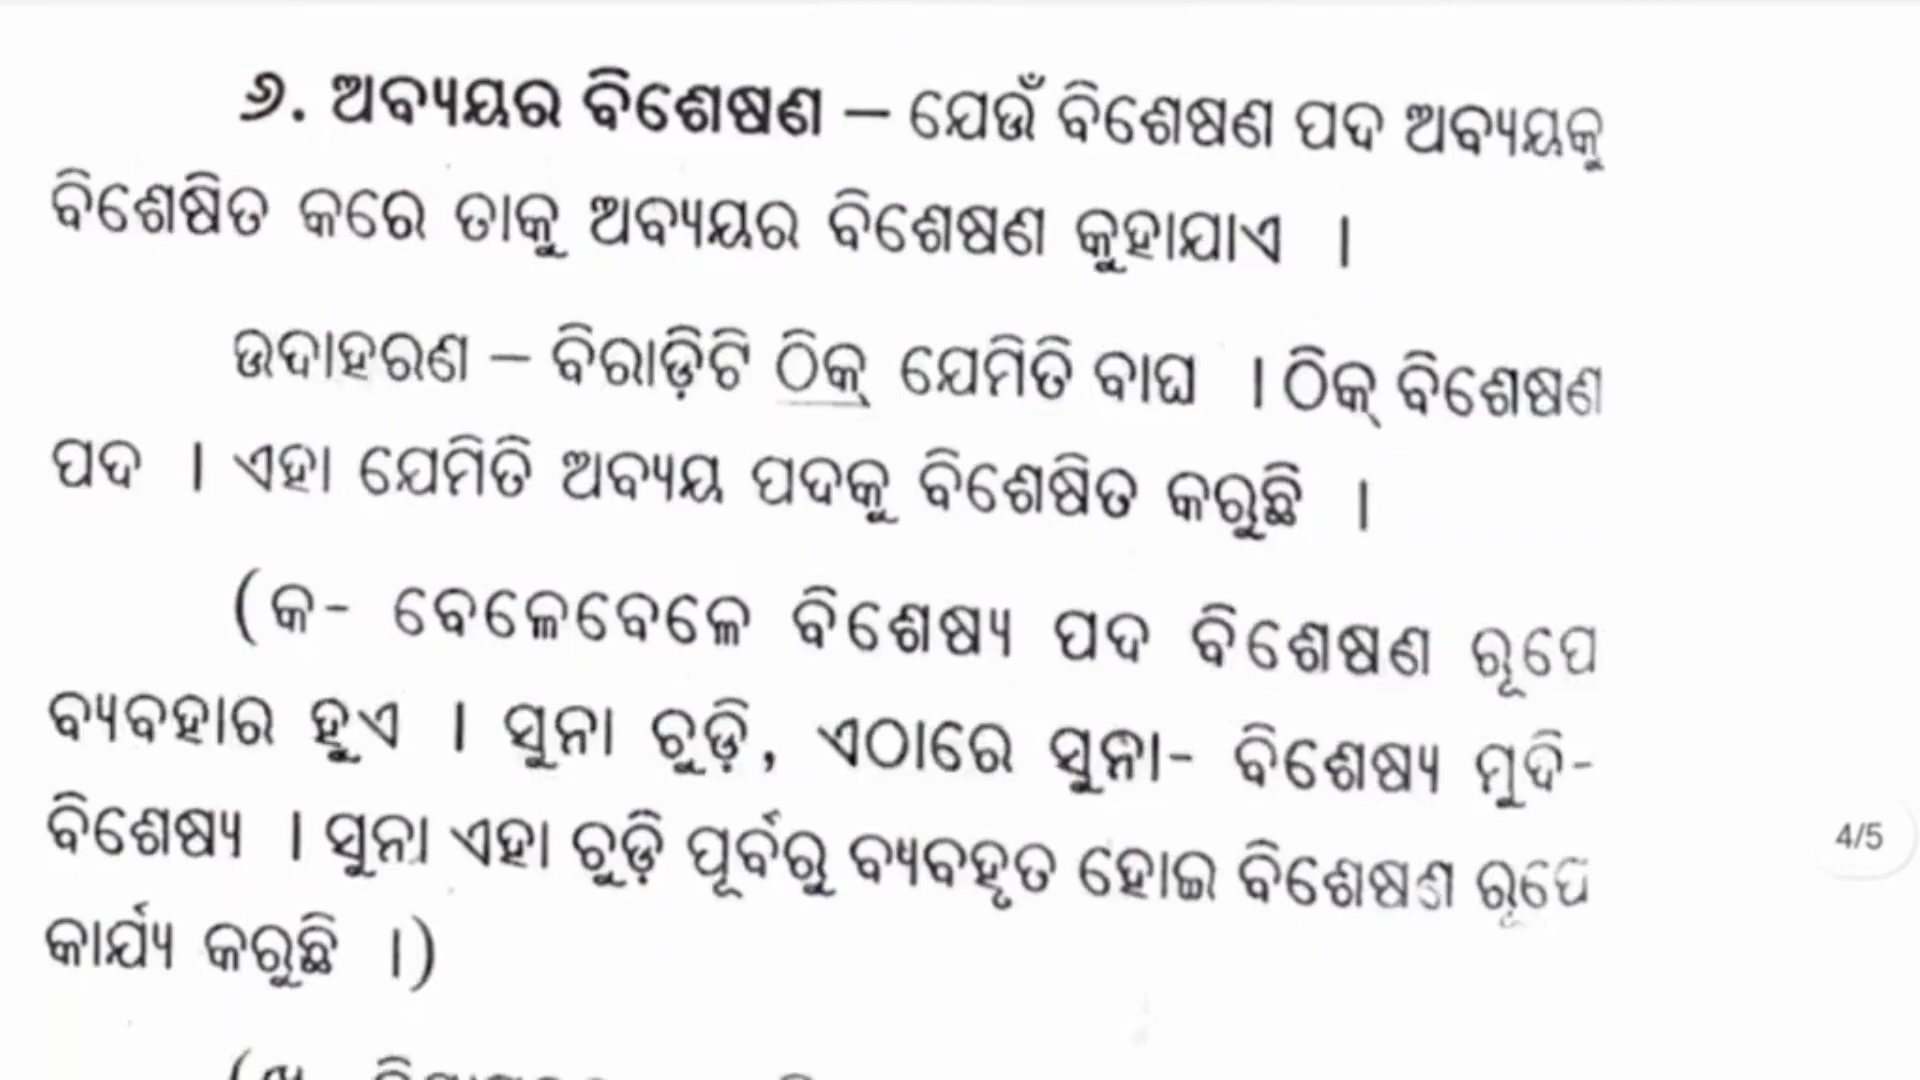 ୬. ଅବ୍ୟୟର ବିଶେଷଣ – ଯେଉଁ ବିଶେଷଣ ପଦ ଅବ୍ୟୟକୁ
ବିଶେଷିତ କରେ ତାକୁ ଅବ୍ୟୟର ବିଶେଷଣ କୁହାଯାଏ ।
ଉଦାହରଣ – ବିରାଡ଼ିଟି ଠିକ୍ ଯେମିତି ବାଘ । ଠିକ୍ ବିଶେଷଣ
ପଦ । ଏହା ଯେମିତି ଅବ୍ୟୟ ପଦକୁ ବିଶେଷିତ କରୁଛି ।
(କ- ବେଳେବେଳେ ବିଶେଷ୍ୟ ପଦ ବିଶେଷଣ ରୂପେ
ବ୍ୟବହାର ହୁଏ । ସୁନା ଚୁଡ଼ି, ଏଠାରେ ସୁନା- ବିଶେଷ୍ୟ ମୁଦି-
ବିଶେଷ୍ୟ । ସୁନା ଏହା ଚୁଡ଼ି ପୂର୍ବରୁ ବ୍ୟବହୃତ ହୋଇ ବିଶେଷଣ ରୂପେ
କାର୍ଯ୍ୟ କରୁଛି ।)
4/5